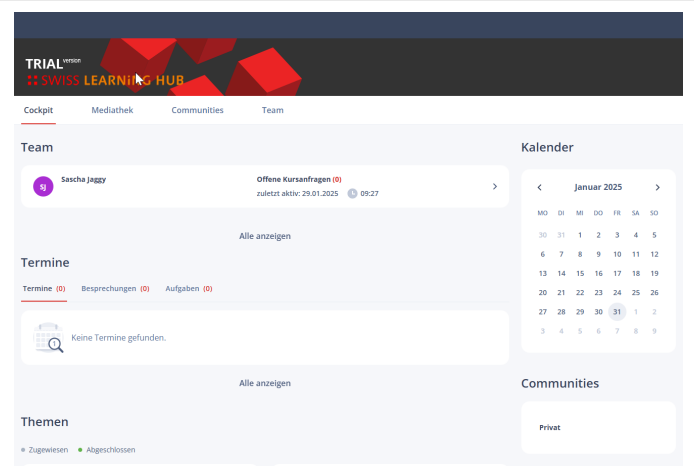 TRIAL version
SWISS LEARNiNG HUB
Cockpit Mediathek Communities Team
Team
SJ
Sascha Jaggy
Offene Kursanfragen (0)
zuletzt aktiv: 29.01.2025 09:27
Alle anzeigen
Termine
Termine (0) Besprechungen (0) Aufgaben (0)
1
Keine Termine gefunden.
Alle anzeigen
Themen
Zugewiesen Abgeschlossen
Kalender
Januar 2025
MO DI MI DO FR SA SO
30 31 1 2 3 4 5
6 7 8 9 10 11 12
13 14 15 16 17 18 19
20 21 22 23 24 25 26
27 28 29 30 31 1 2
3 4 5 6 7 8 9
Communities
Privat